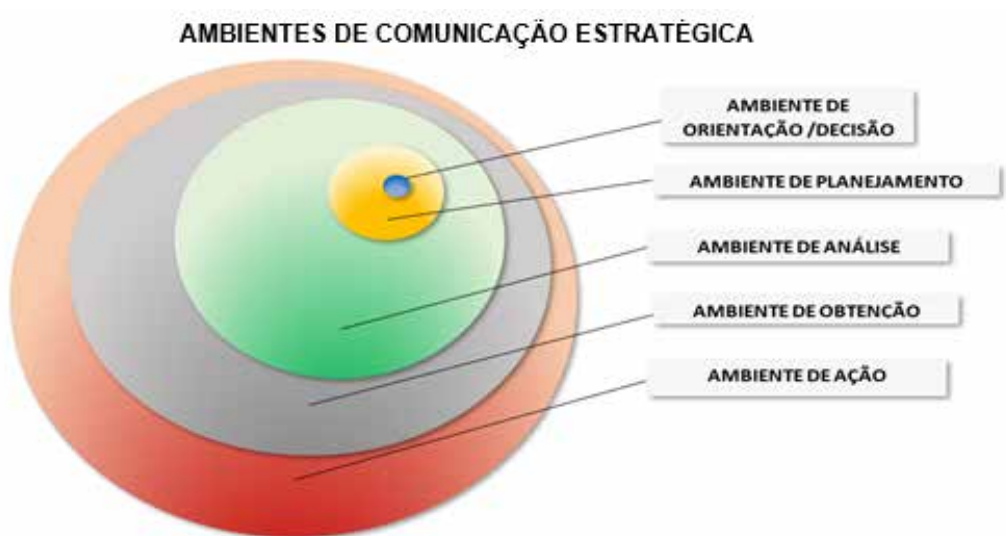 AMBIENTES DE COMUNICAÇÃO ESTRATÉGICA
AMBIENTE DE
ORIENTAÇÃO /DECISÃO
AMBIENTE DE PLANEJAMENTO
AMBIENTE DE ANÁLISE
AMBIENTE DE OBTENCÃO
AMBIENTE DE AÇÃO